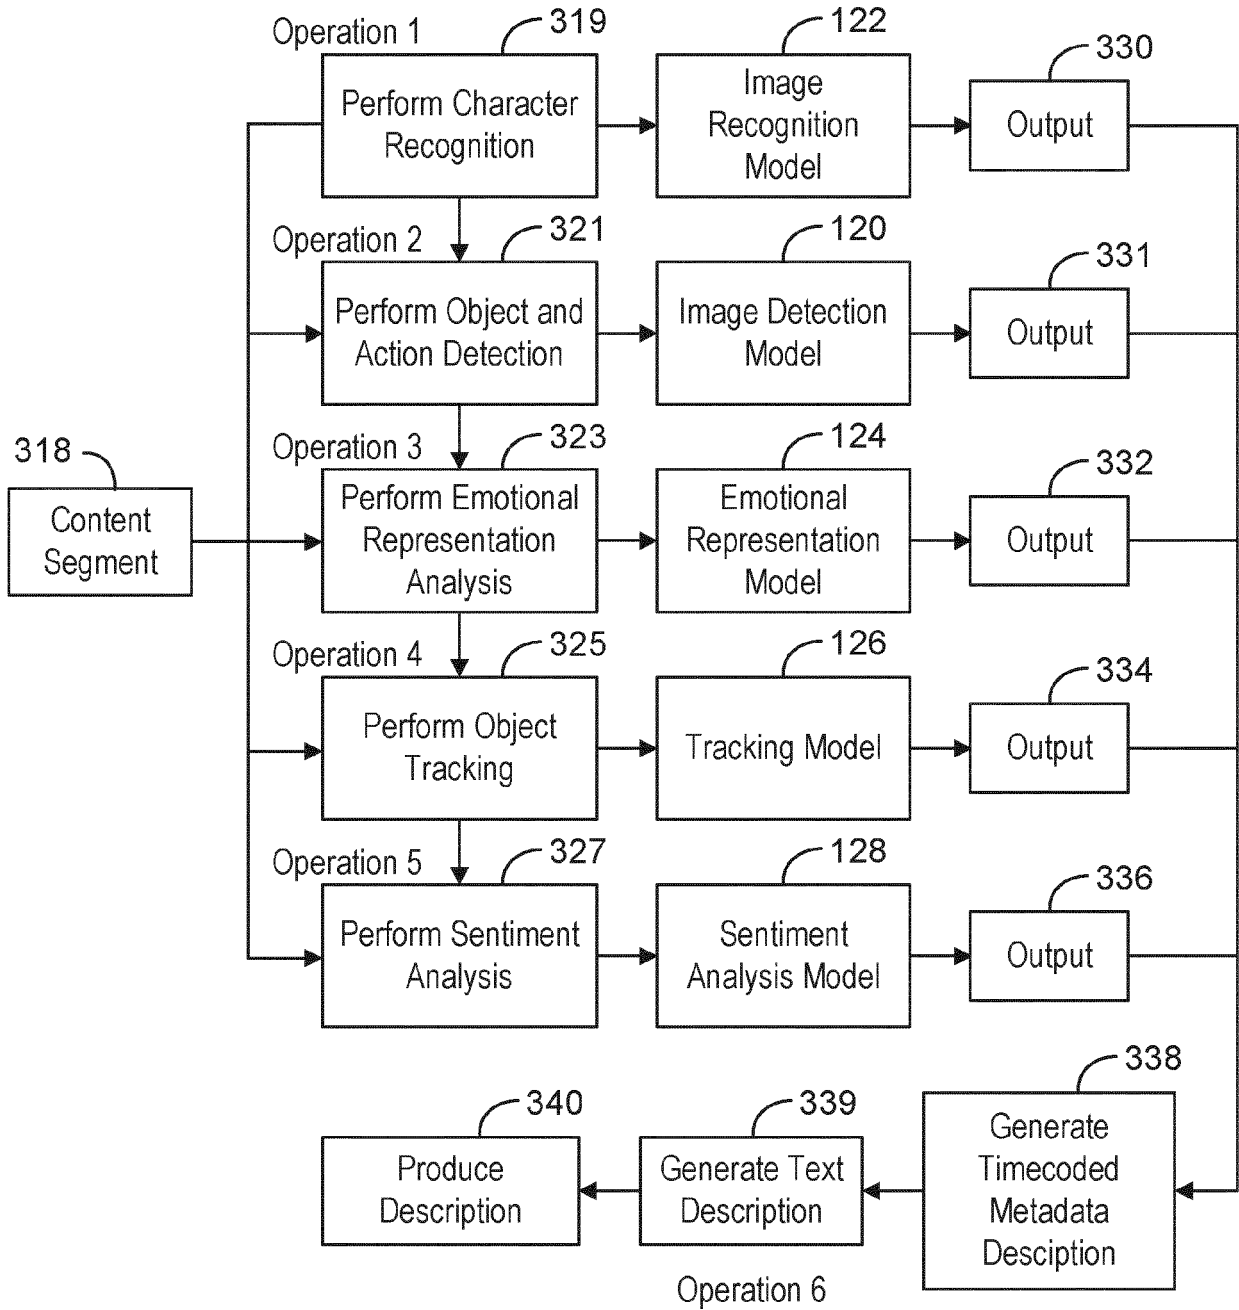 Operation 1
319
122
330
Perform Character
Recognition
Image
Recognition
Model
Output
Operation 2
321
120
331
Perform Object and
Action Detection
Image Detection
Model
Output
318
Content
Segment
Operation 3
323
124
332
Perform Emotional
Representation
Analysis
Emotional
Representation
Model
Output
Operation 4
325
126
334
Perform Object
Tracking
Tracking Model
Output
Operation 5
327
128
336
Perform Sentiment
Analysis
Sentiment
Analysis Model
Output
338
Generate
Timecoded
Metadata
Desciption
339
Generate Text
Description
340
Produce
Description
Operation 6